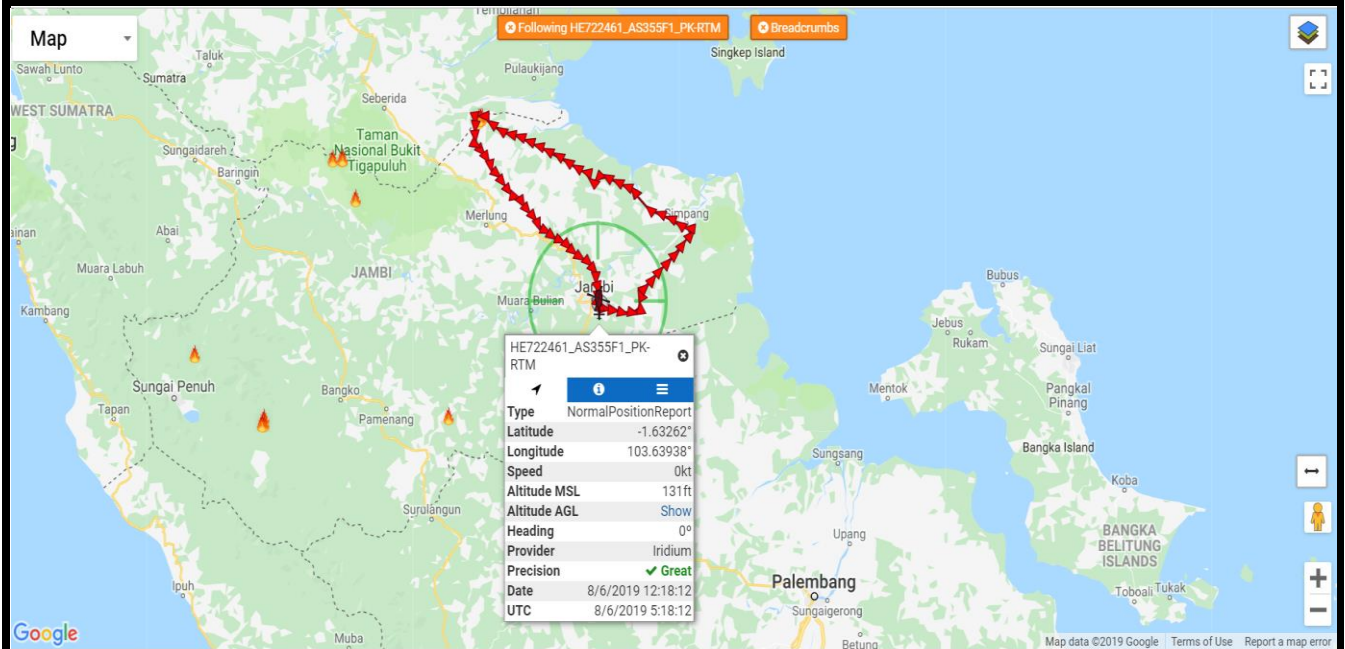 Tembilahan
Following HE722461_AS355F1_PK-RTM
Breadcrumbs
Map
Taluk
Singkep Island
Sawah Lunto
Sumatra
Pulaukijang
WEST SUMATRA
Seberida
Taman
Nasional Bukit
Tigapuluh
Sungaidareh
Baringin
Merlung
Simpang
Abai
Muara Labuh
JAMBI
Jambi
Bubus
Muara Bulian
Kambang
Jebus
Rukam
Sungai Liat
HE722461_AS355F1_PK-
RTM
Type NormalPositionReport
Latitude -1.63262°
Longitude 103.63938°
Speed 0kt
Altitude MSL 131ft
Altitude AGL Show
Heading 0°
Provider Iridium
Precision Great
Date 8/6/2019 12:18:12
UTC 8/6/2019 5:18:12
Sungai Penuh
Bangko
Mentok
Pangkal
Pinang
Tapan
Pamenang
Sungsang
Bangka Island
Koba
Surulangun
Upang
BANGKA
BELITUNG
ISLANDS
Ipuh
Palembang
Toboali
Tukak
Sungaigerong
Google
Muba
Betung
Map data ©2019 Google
Terms of Use
Report a map error